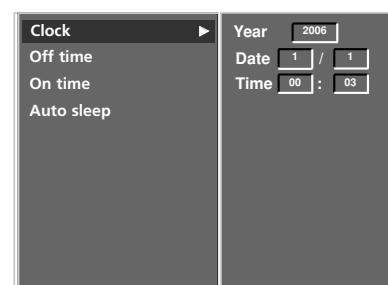 Clock
Off time
On time
Auto sleep
Year 2006
Date 1 / 1
Time 00 : 03